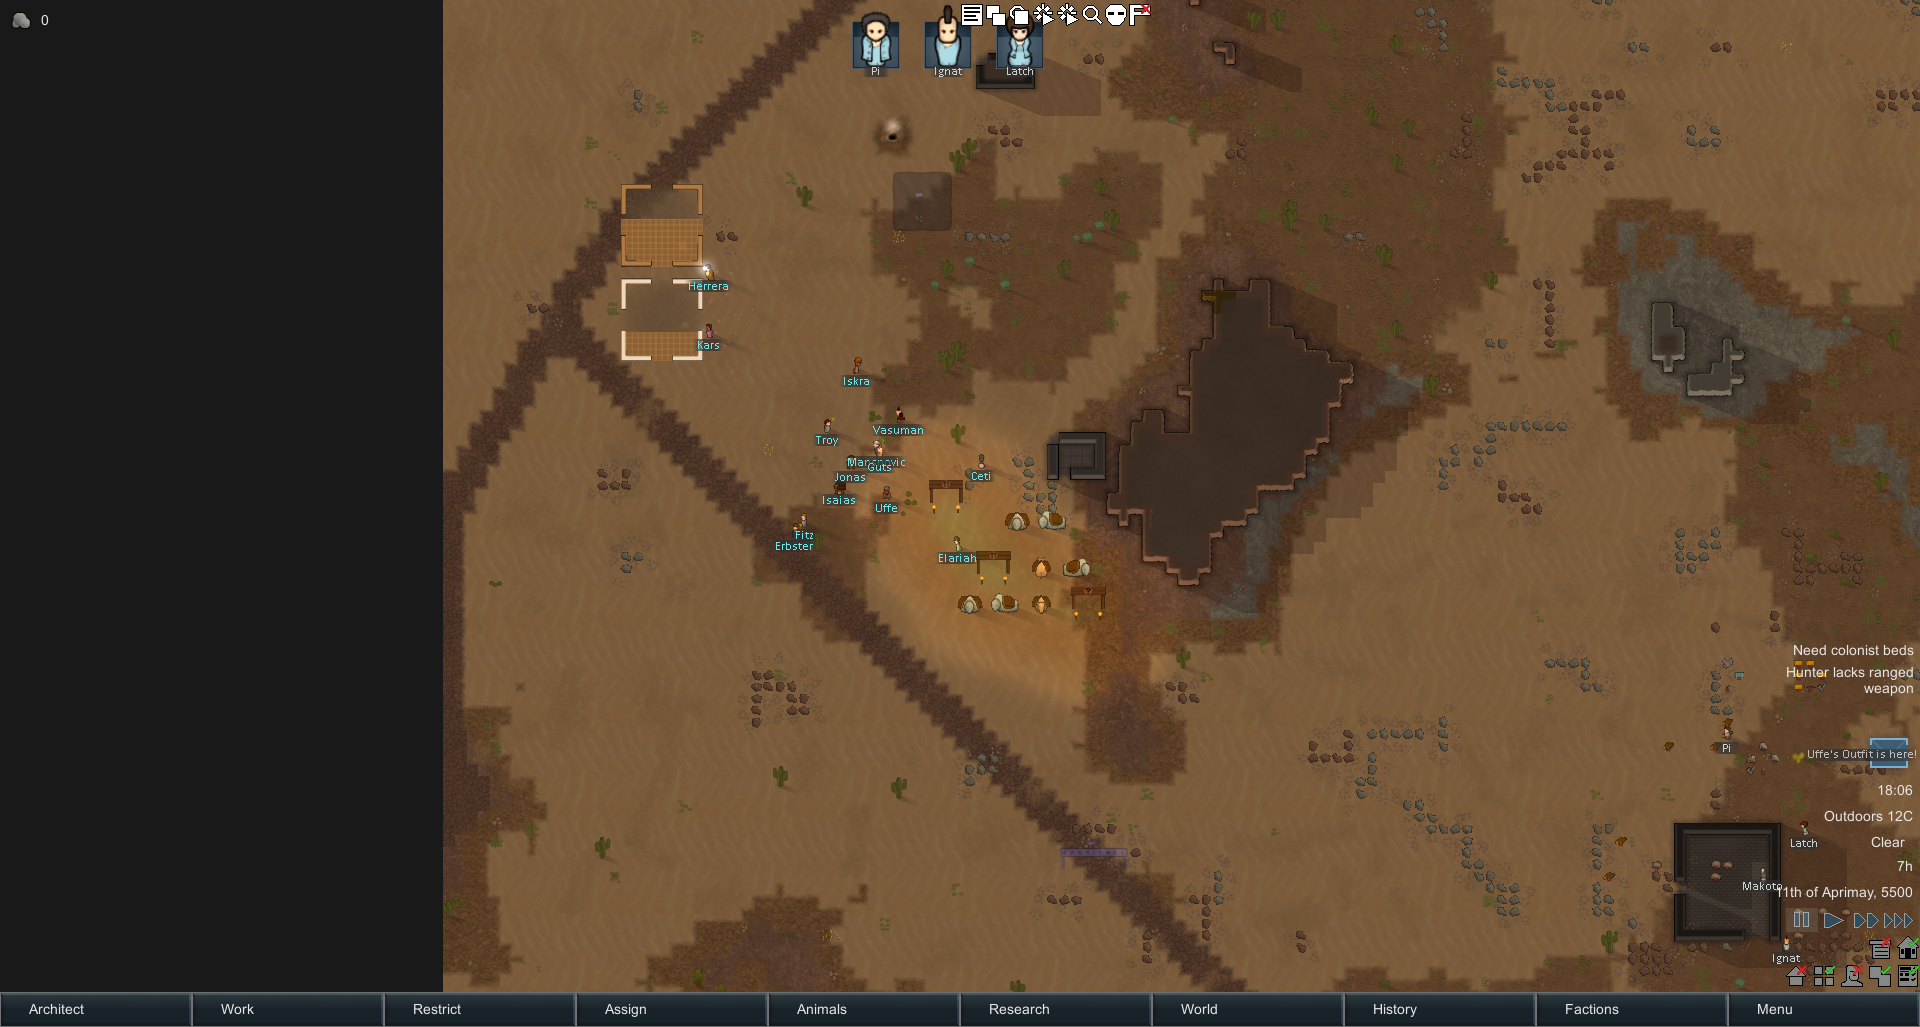 0
Pi
Ignat
Latch
Herrera
Kars
Iskra
Troy
Vasuman
Guts
Jonas
Ceti
Isaias
Uffe
Fitz
Erbster
Elariah
Need colonist beds
Hunter lacks ranged
weapon
Pi
Uffe's Outfit is here!
18:06
Outdoors 12C
Latch
Clear
7h
Makoto
11th of Aprimay, 5500
Ignat
Architect
Work
Restrict
Assign
Animals
Research
World
History
Factions
Menu